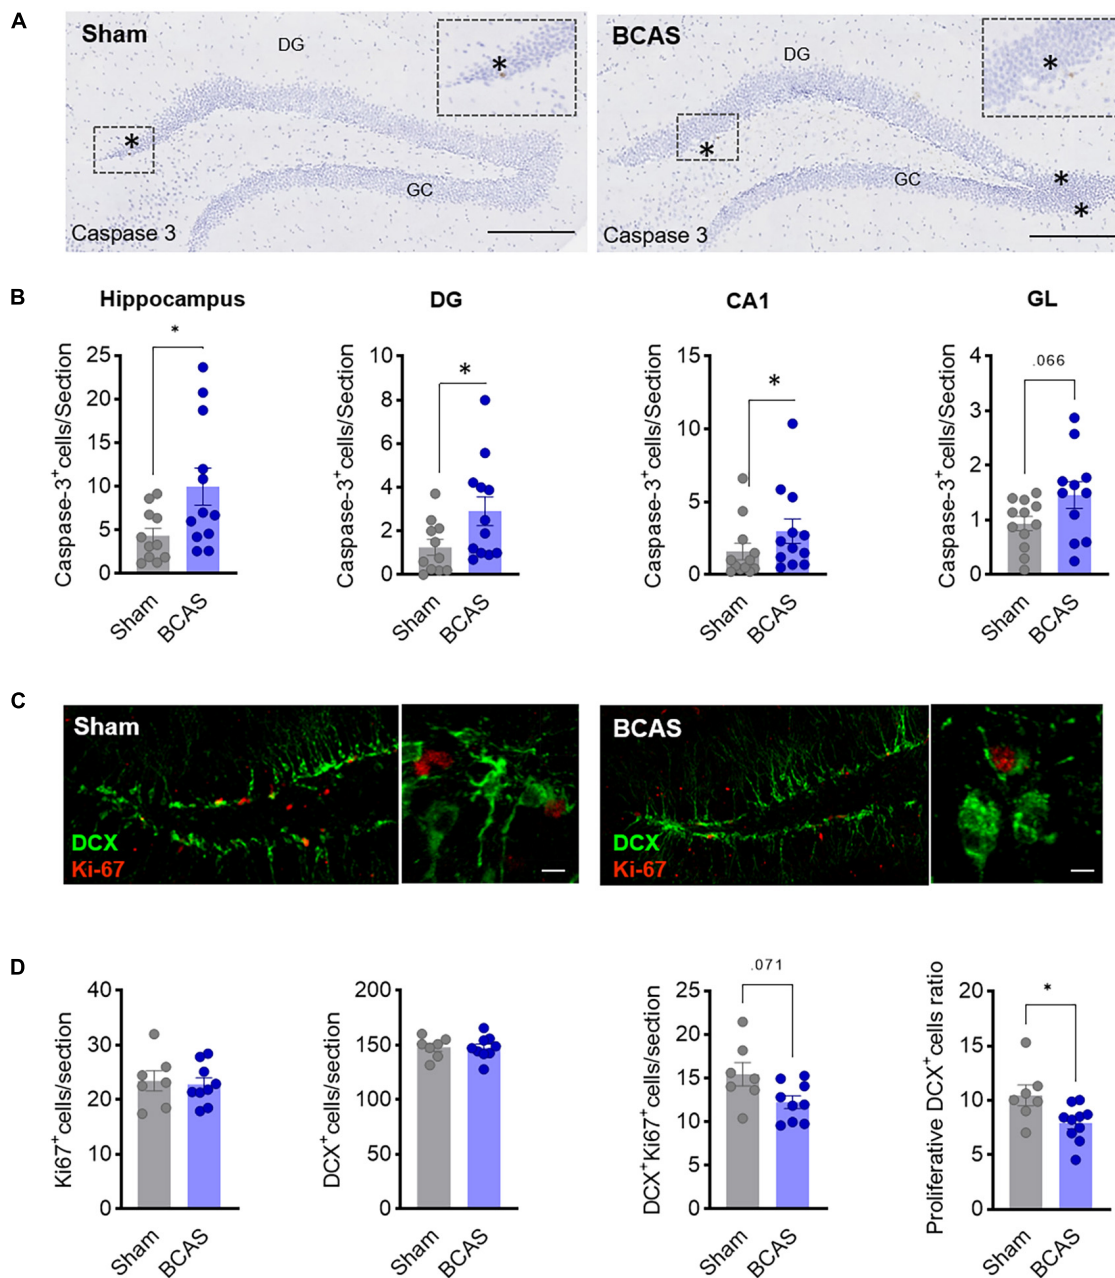 A
Sham
DG
*
*
GC
Caspase 3
BCAS
DG
*
*
GC
*
*
Caspase 3
B
Hippocampus
*
Caspase-3+cells/Section
25
20
15
10
5
0
Sham
BCAS
DG
*
Caspase-3+cells/Section
10
8
6
4
2
0
Sham
BCAS
CA1
*
Caspase-3+cells/Section
15
10
5
0
Sham
BCAS
GL
.066
Caspase-3+cells/Section
4
3
2
1
0
Sham
BCAS
C
Sham
DCX
Ki-67
BCAS
DCX
Ki-67
D
Ki67+cells/section
40
30
20
10
0
Sham
BCAS
DCX+cells/section
200
150
100
50
0
Sham
BCAS
.071
DCX+Ki67+cells/section
25
20
15
10
5
0
Sham
BCAS
*
Proliferative DCX+cells ratio
20
15
10
5
0
Sham
BCAS